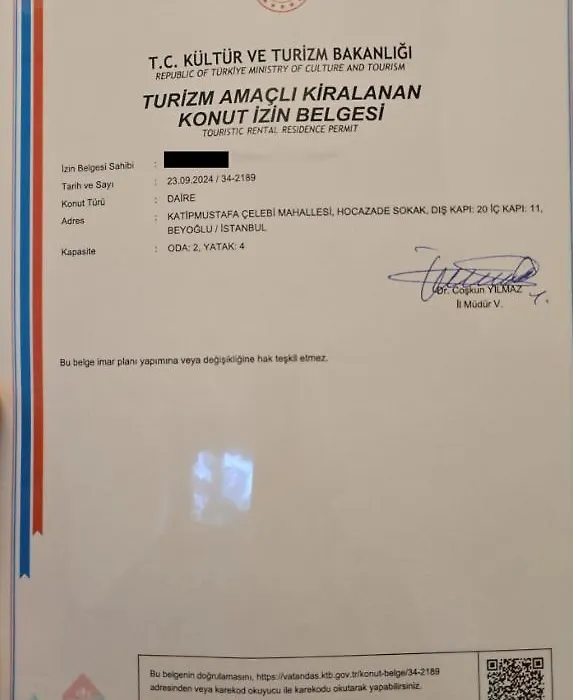 T.C. KÜLTÜR VE TURİZM BAKANLIĞI
REPUBLIC OF TÜRKİYE MINISTRY OF CULTURE AND TOURISM
TURİZM AMAÇLI KİRALANAN
KONUT İZİN BELGESİ
TOURISTIC RENTAL RESIDENCE PERMIT
İzin Belgesi Sahibi :
Tarih ve Sayı : 23.09.2024 / 34-2189
Konut Türü : DAİRE
Adres : KATİPMUSTAFA ÇELEBİ MAHALLESİ, HOCAZADE SOKAK, DIŞ KAPI: 20 İÇ KAPI: 11,
BEYOĞLU / İSTANBUL
Kapasite : ODA: 2, YATAK: 4
Dr. Coşkun YILMAZ
İl Müdür V.
Bu belge imar planı yapımına veya değişikliğine hak teşkil etmez.
Bu belgenin doğrulamasını, https://vatandas.ktb.gov.tr/konut-belge/34-2189
adresinden veya karekod okuyucu ile karekodu okutarak yapabilirsiniz.